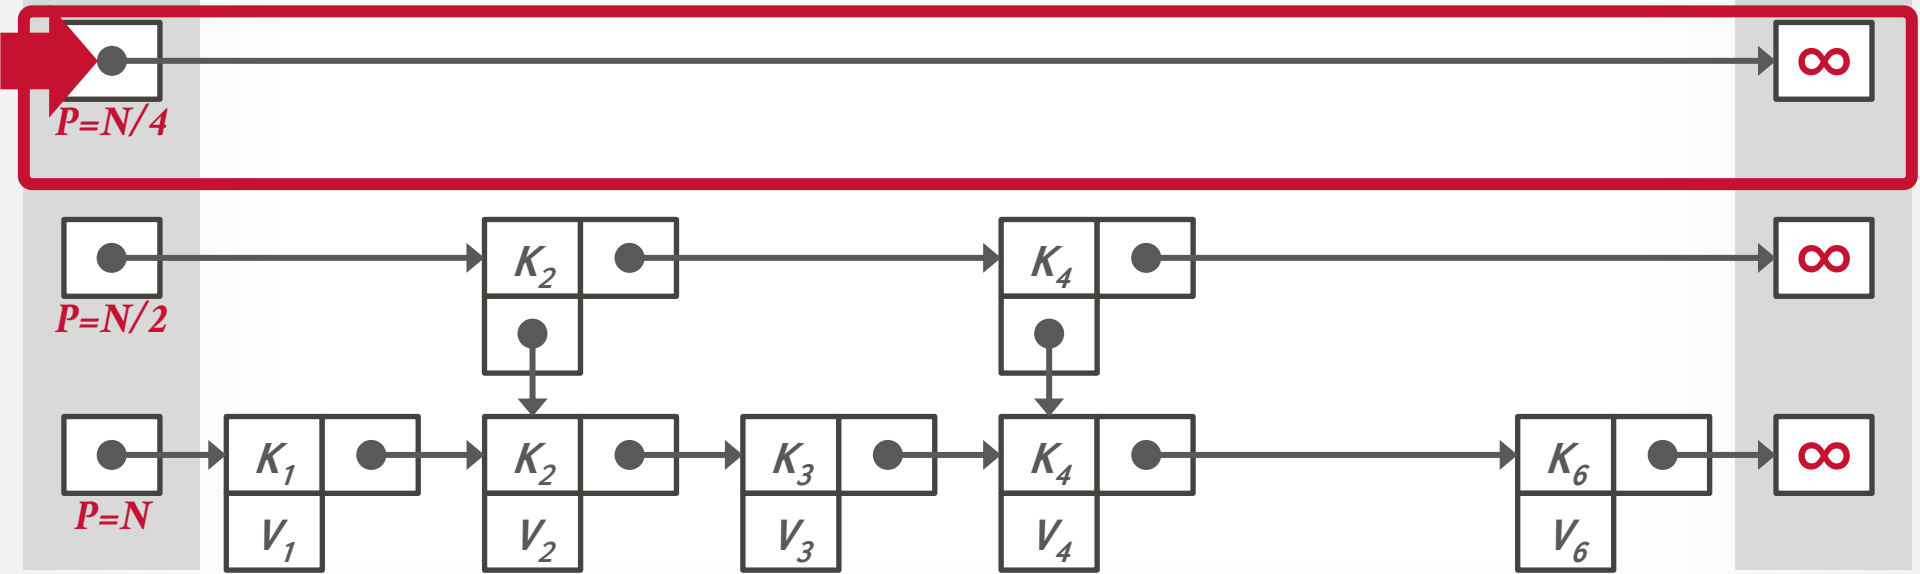 ∞
P=N/4
K2 K4 ∞
P=N/2
K1 K2 K3 K4 K6 ∞
P=N
V1 V2 V3 V4 V6